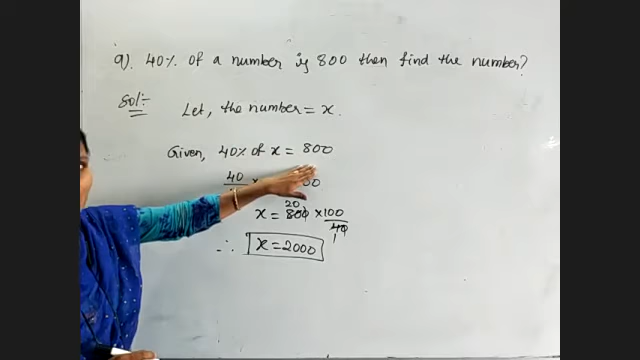 9). 40% of a number is 800 then find the number?
Sol:-
Let, the number = x.
Given, 40% of x = 800
40 × 00
20
x = 800 × 100
40
1
∴ x = 2000